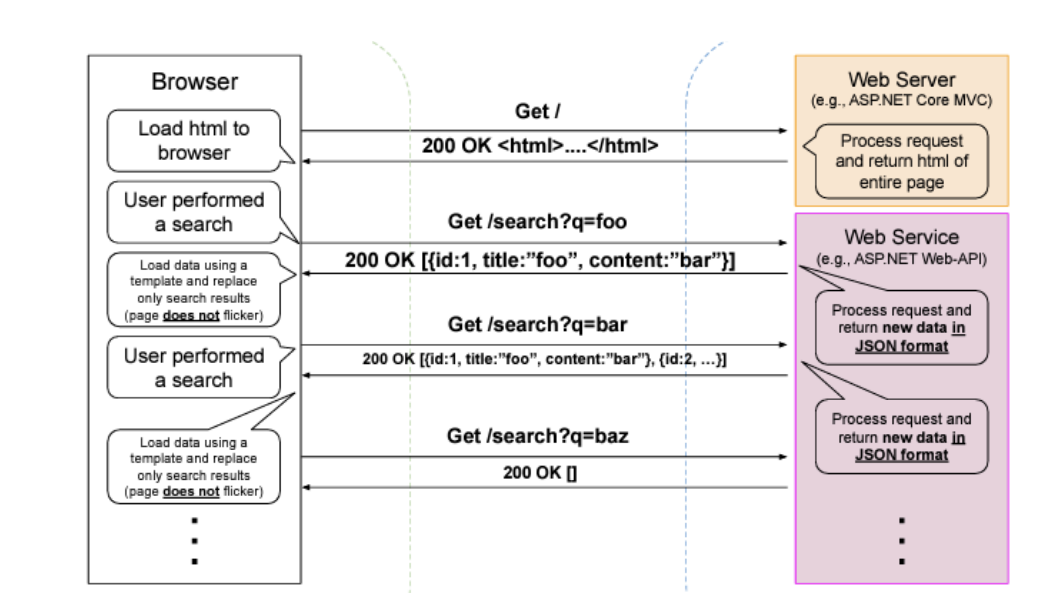 Browser
Load html to
browser
User performed
a search
Load data using a
template and replace
only search results
(page does not flicker)
User performed
a search
Load data using a
template and replace
only search results
(page does not flicker)
Get /
200 OK <html>....</html>
Get /search?q=foo
200 OK [{id:1, title:"foo", content:"bar"}]
Get /search?q=bar
200 OK [{id:1, title:"foo", content:"bar"}, {id:2, …}]
Get /search?q=baz
200 OK []
Web Server
(e.g., ASP.NET Core MVC)
Process request
and return html of
entire page
Web Service
(e.g., ASP.NET Web-API)
Process request and
return new data in
JSON format
Process request and
return new data in
JSON format